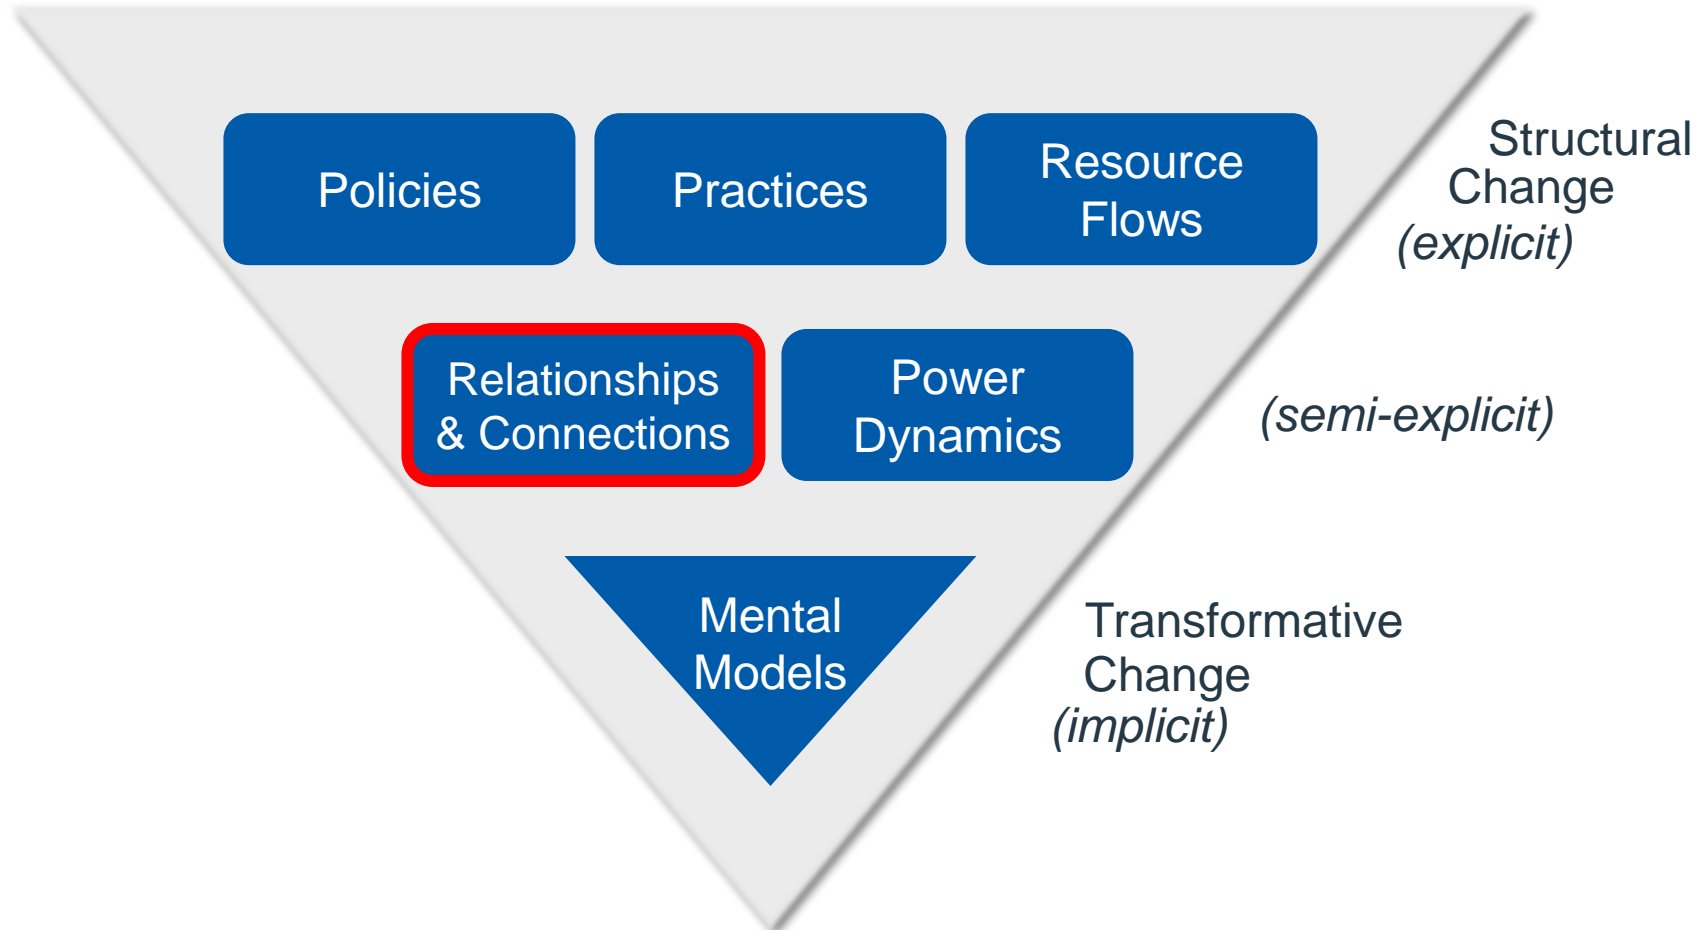 Policies
Practices
Resource
Flows
Structural
Change
(explicit)
Relationships
& Connections
Power
Dynamics
(semi-explicit)
Mental
Models
Transformative
Change
(implicit)